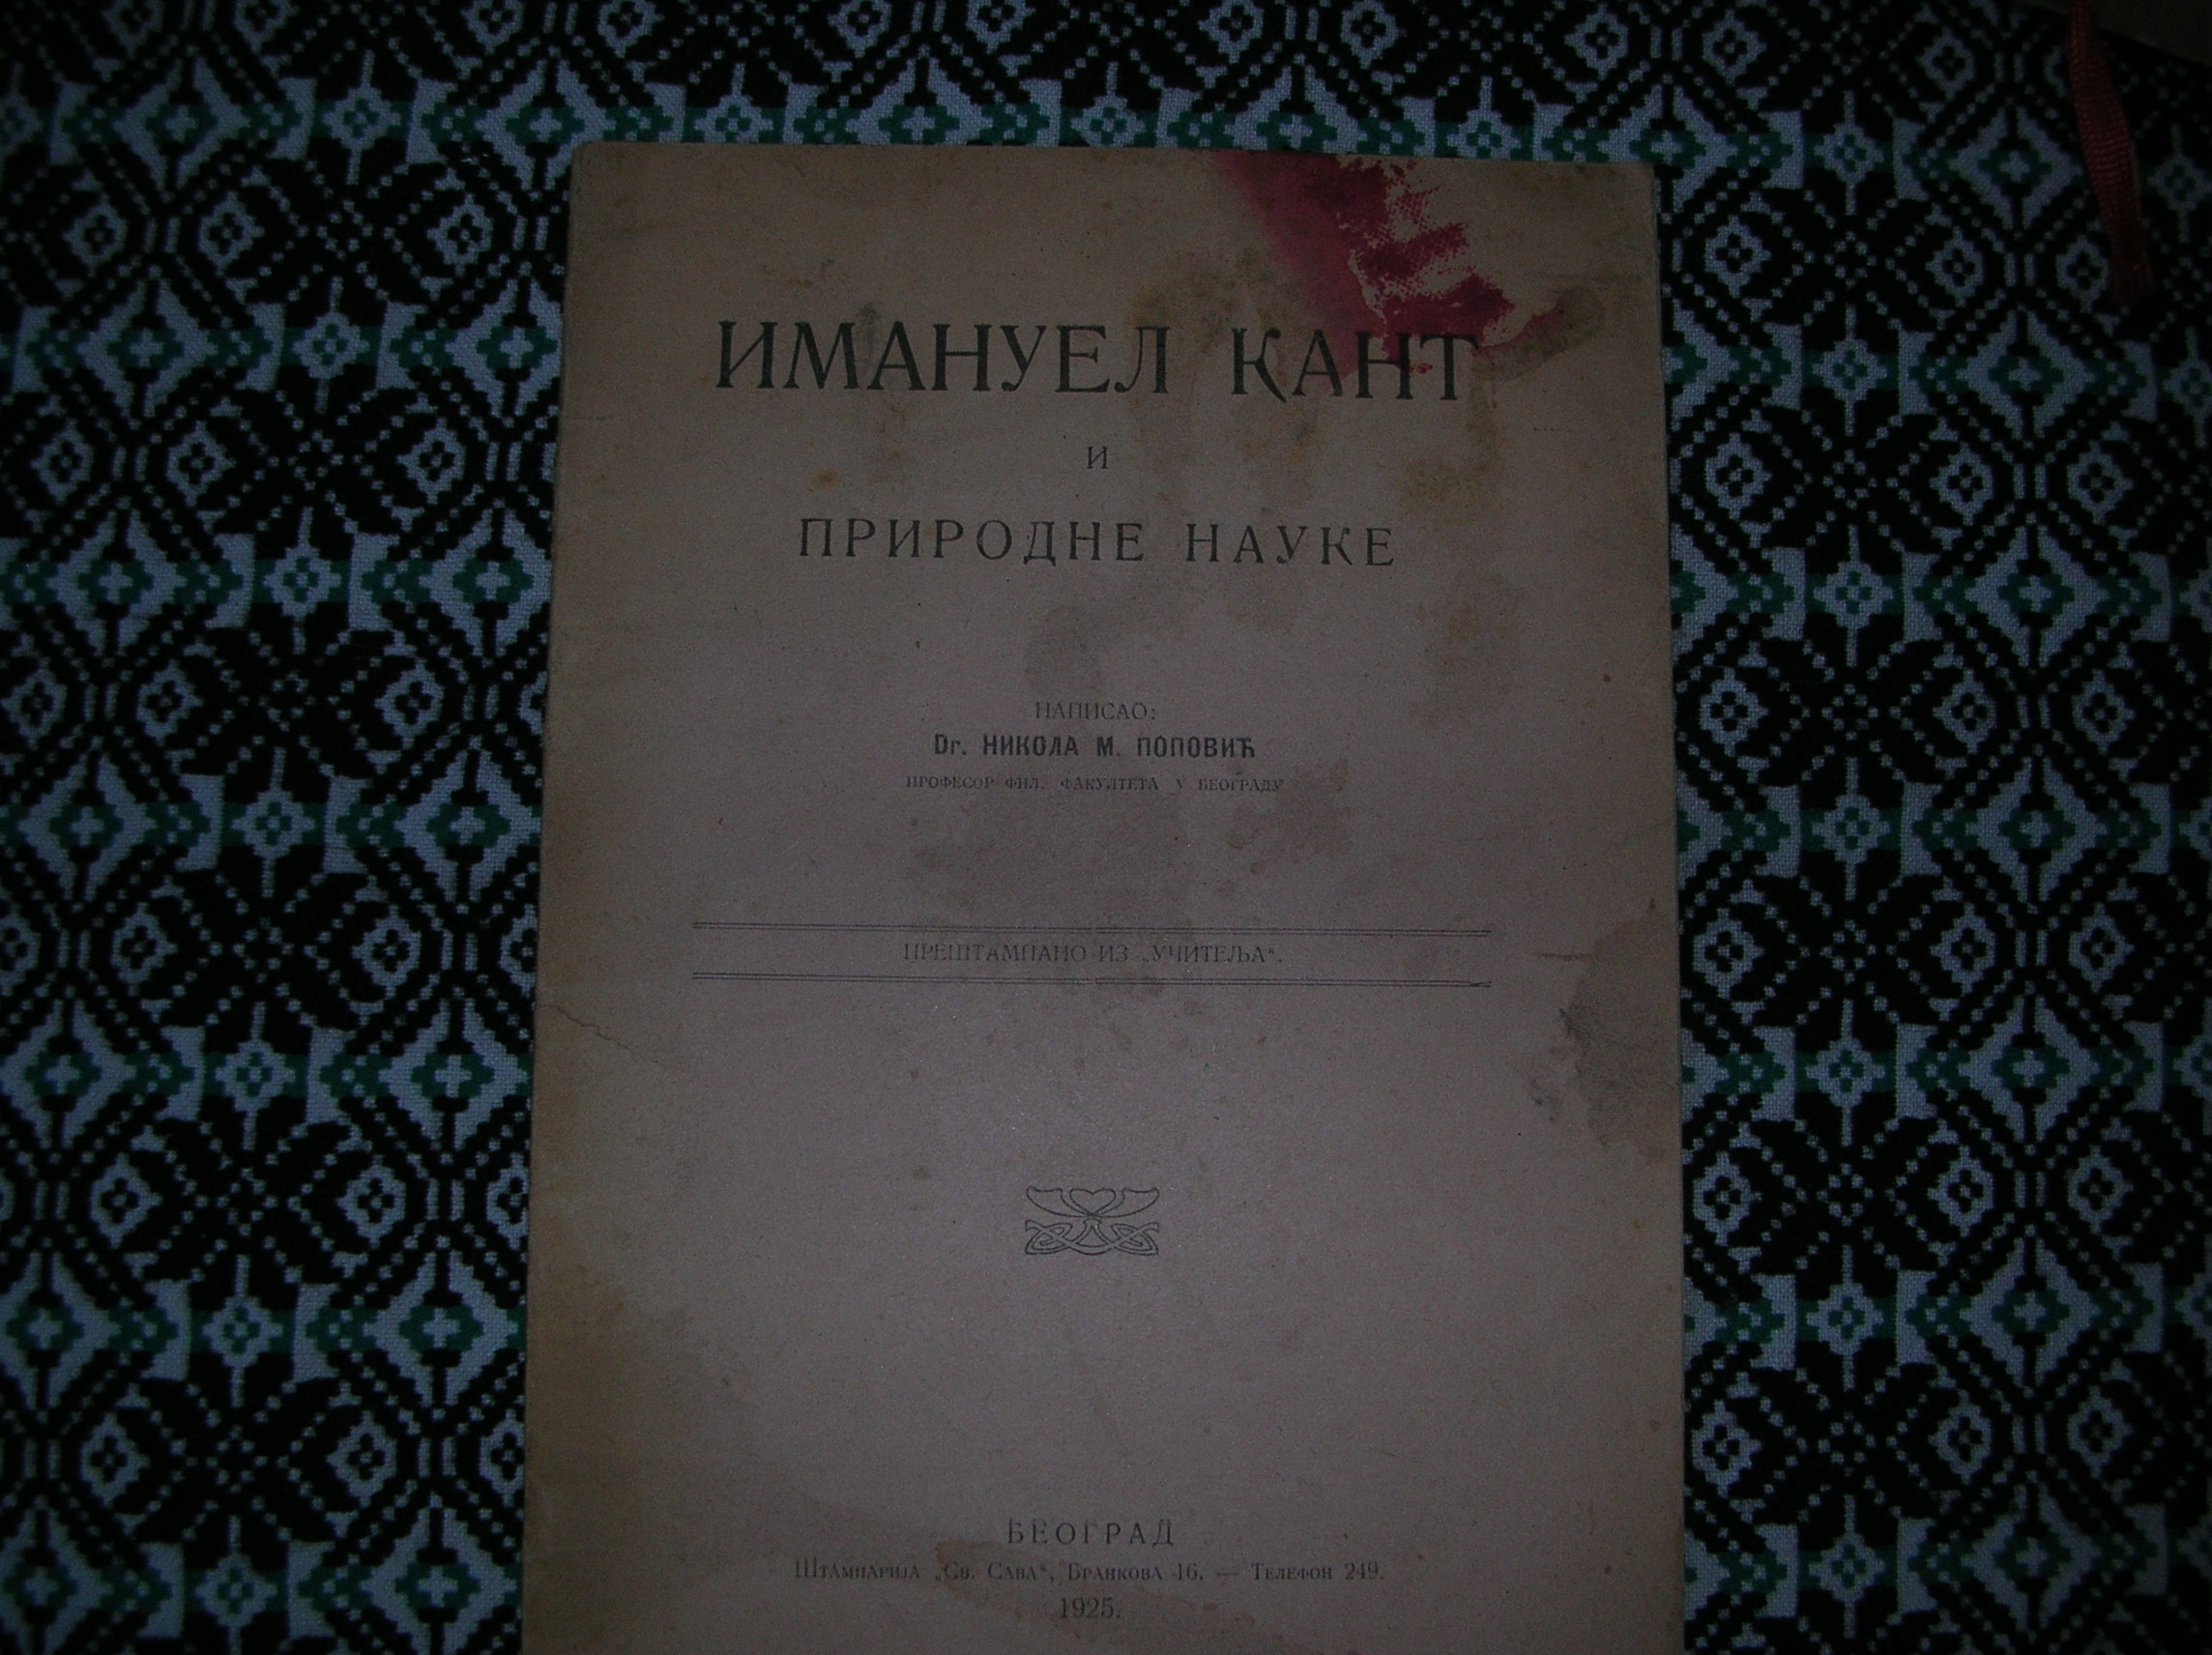 ИМАНУЕЛ КАНТ
И
ПРИРОДНЕ НАУКЕ
НАПИСАО:
Dr. НИКОЛА М. ПОПОВИЋ
ПРОФЕСОР ФИЛ. ФАКУЛТЕТА У БЕОГРАДУ
ПРЕШТАМПАНО ИЗ „УЧИТЕЉА“.
БЕОГРАД
Штампарија „Св. Сава“, Бранкова 16. — Телефон 249.
1925.